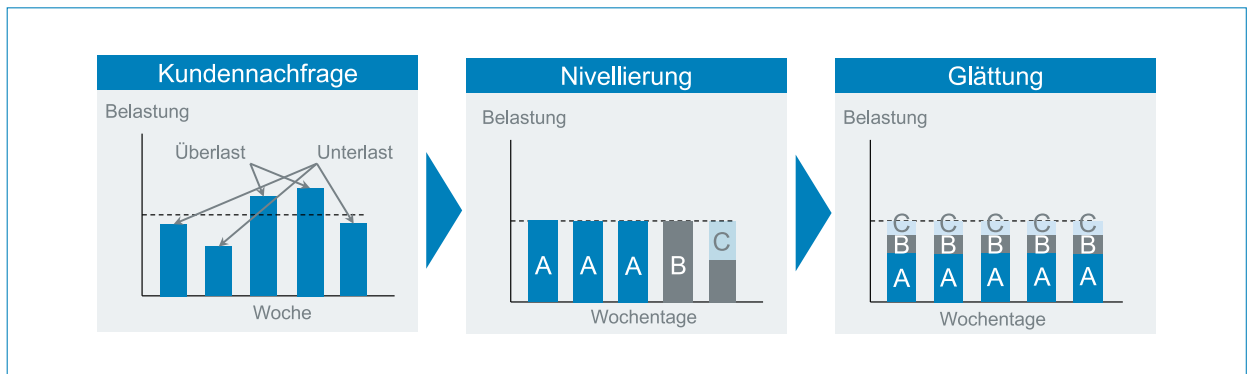 Kundennachfrage
Belastung
Überlast
Unterlast
Woche
Nivellierung
Belastung
A A A B C
Wochentage
Glättung
Belastung
C C C C C
B B B B B
A A A A A
Wochentage